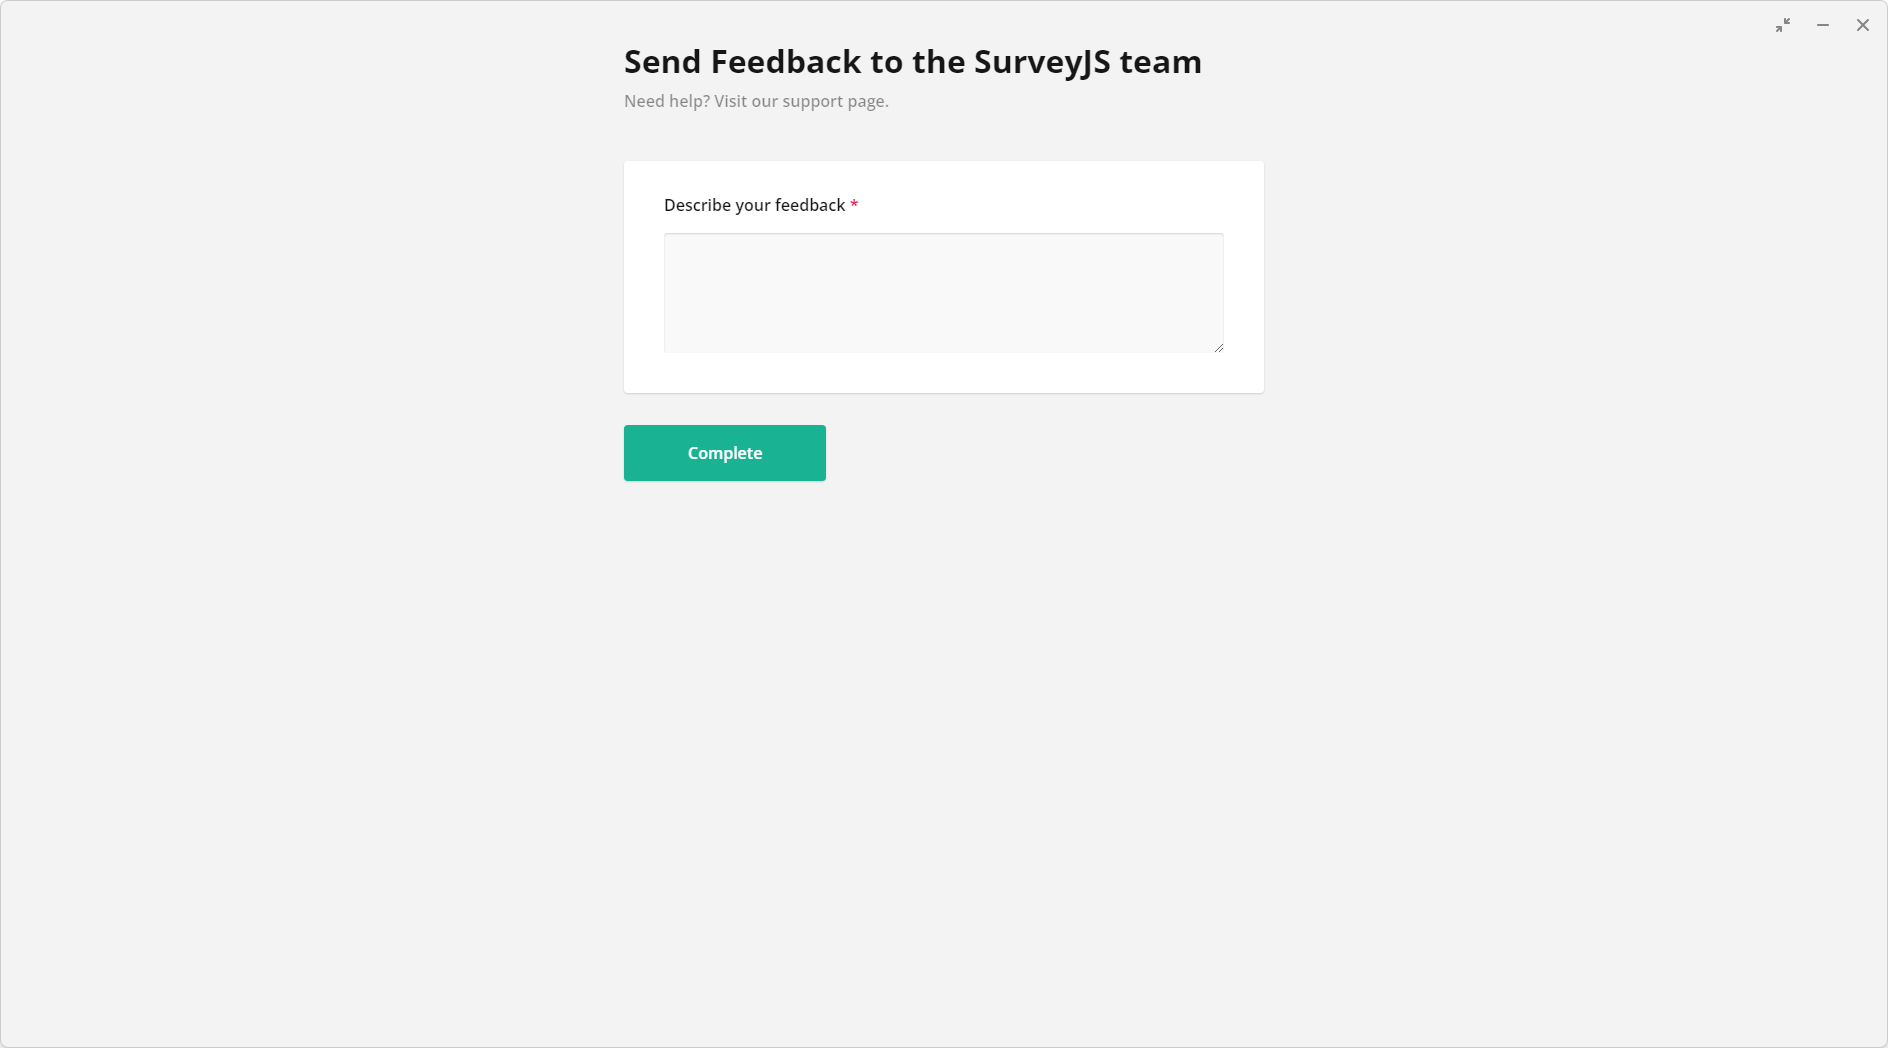 Send Feedback to the SurveyJS team
Need help? Visit our support page.
Describe your feedback *
Complete